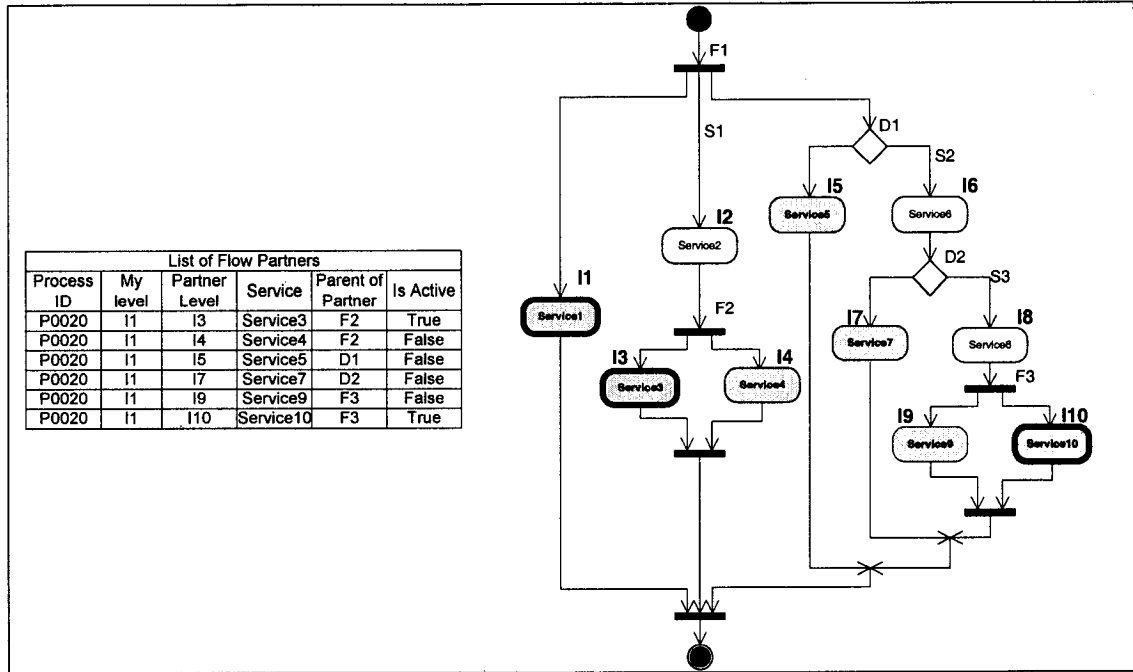 List of Flow Partners
Process ID | My level | Partner Level | Service | Parent of Partner | Is Active
P0020 | I1 | I3 | Service3 | F2 | True
P0020 | I1 | I4 | Service4 | F2 | False
P0020 | I1 | I5 | Service5 | D1 | False
P0020 | I1 | I7 | Service7 | D2 | False
P0020 | I1 | I9 | Service9 | F3 | False
P0020 | I1 | I10 | Service10 | F3 | True
F1
S1
D1
S2
I5
I6
Service5
Service6
I2
Service2
D2
S3
I1
Service1
F2
I7
Service7
I8
Service8
I3
Service3
I4
Service4
F3
I9
Service9
I10
Service10